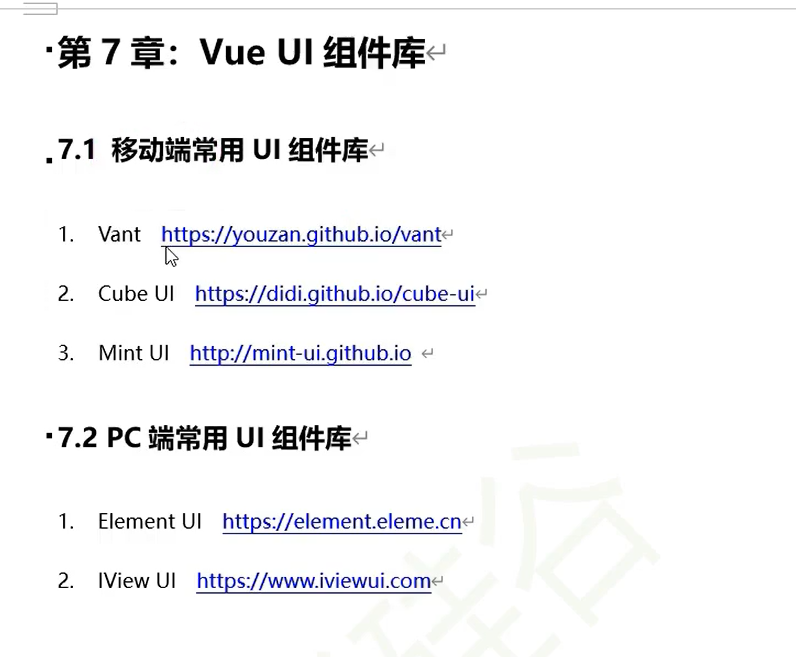 第 7 章：Vue UI 组件库
7.1 移动端常用 UI 组件库
1. Vant https://youzan.github.io/vant
2. Cube UI https://didi.github.io/cube-ui
3. Mint UI http://mint-ui.github.io
7.2 PC 端常用 UI 组件库
1. Element UI https://element.eleme.cn
2. IView UI https://www.iviewui.com
硅谷